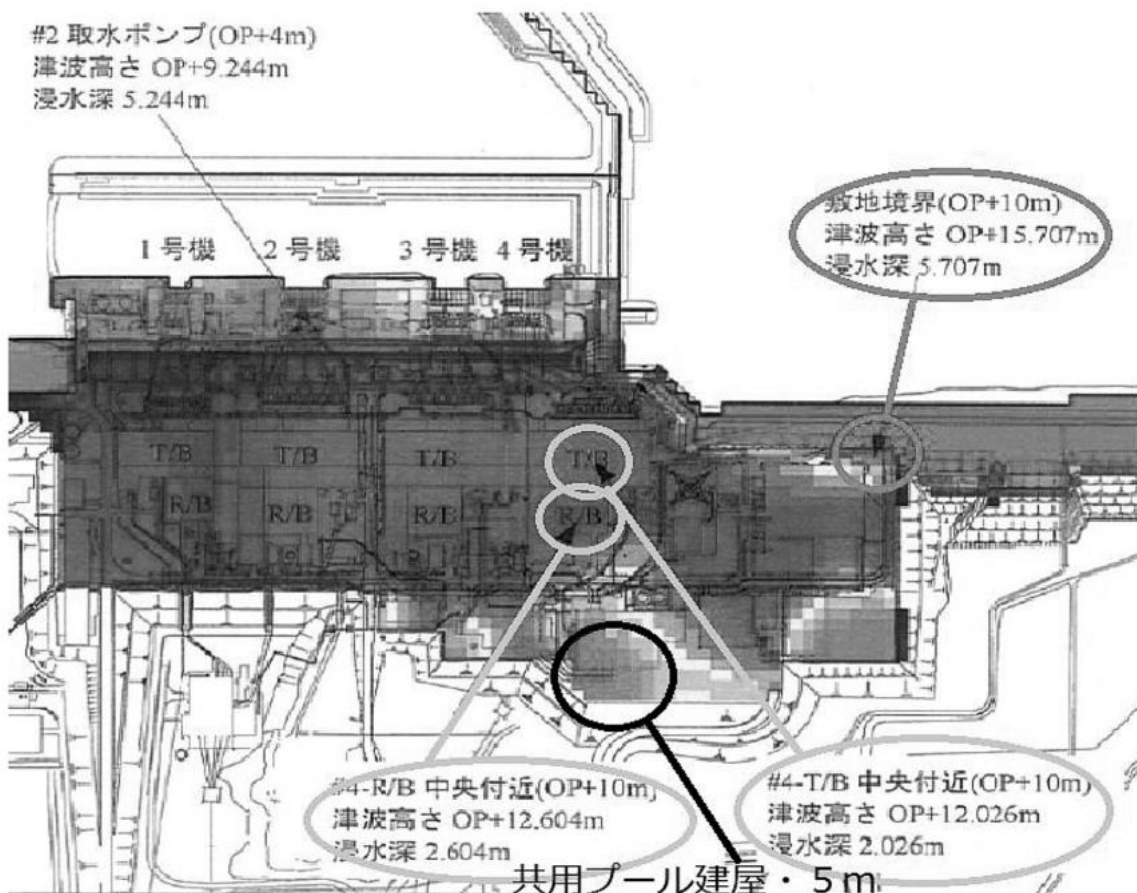 #2 取水ポンプ(OP+4m)
津波高さ OP+9.244m
浸水深 5.244m
敷地境界(OP+10m)
津波高さ OP+15.707m
浸水深 5.707m
1号機 2号機 3号機 4号機
T/B T/B T/B T/B
R/B R/B R/B R/B
#4-R/B 中央付近(OP+10m)
津波高さ OP+12.604m
浸水深 2.604m
#4-T/B 中央付近(OP+10m)
津波高さ OP+12.026m
浸水深 2.026m
共用プール建屋・5m
18